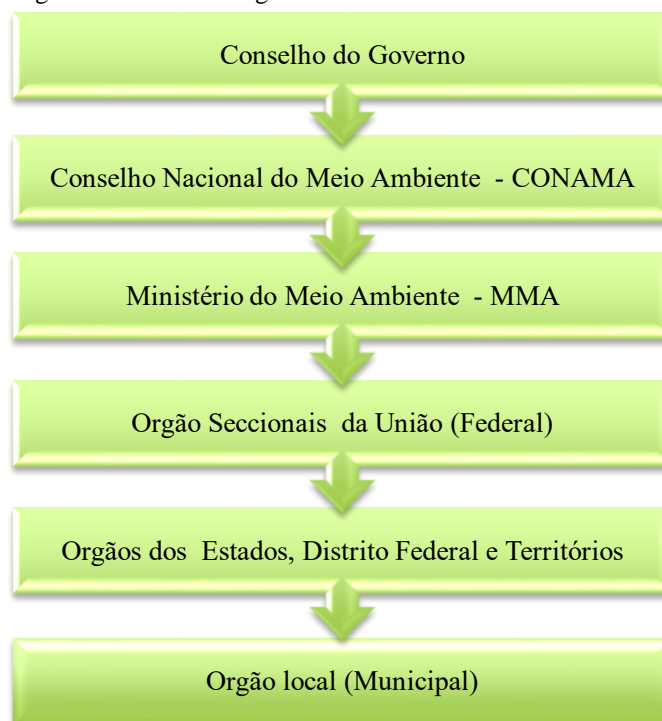 Conselho do Governo
Conselho Nacional do Meio Ambiente - CONAMA
Ministério do Meio Ambiente - MMA
Orgão Seccionais da União (Federal)
Orgãos dos Estados, Distrito Federal e Territórios
Orgão local (Municipal)